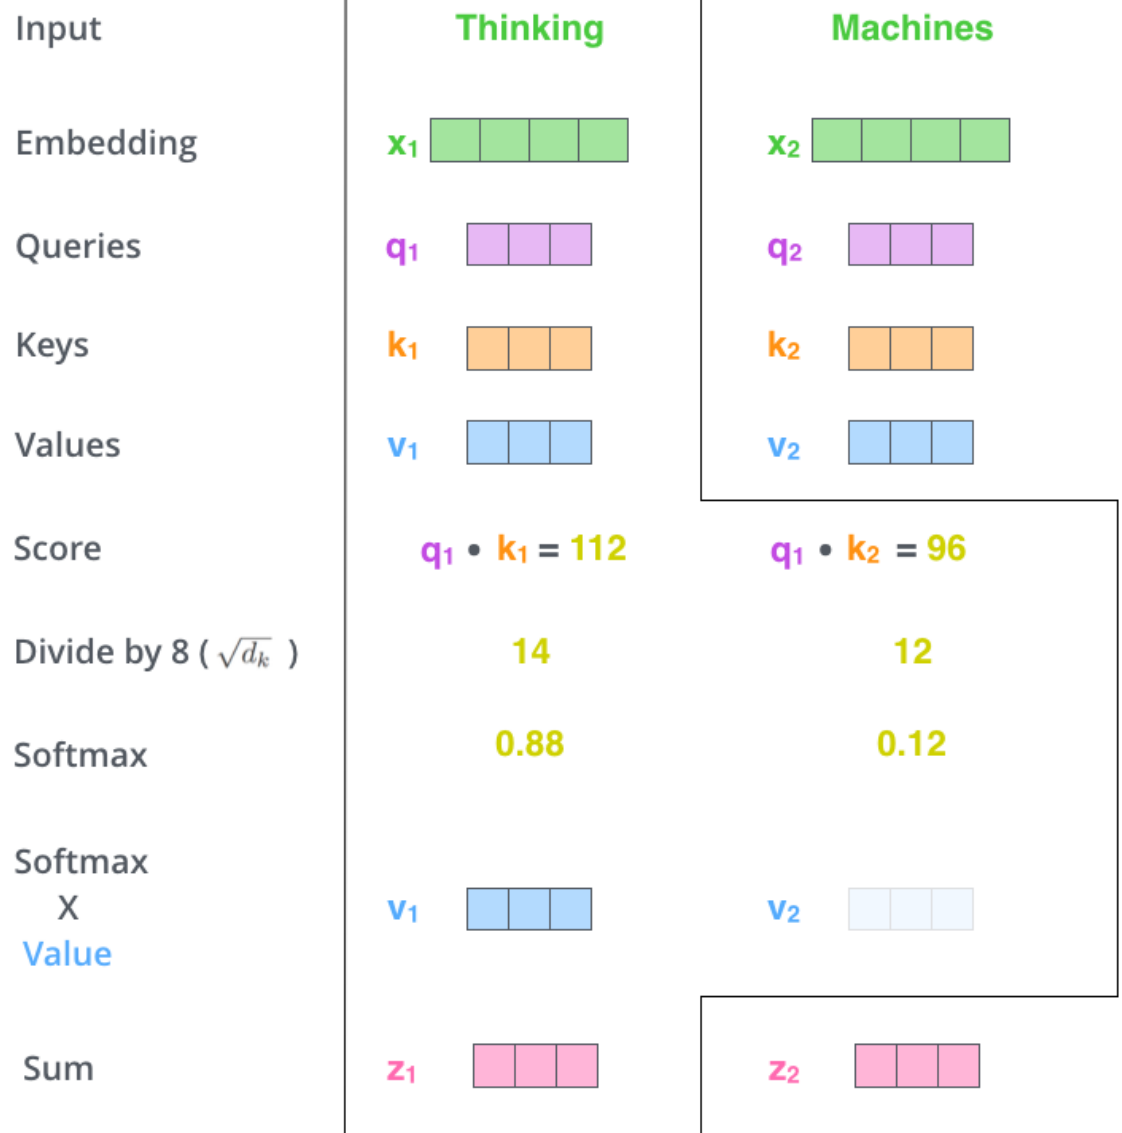 Input Thinking Machines
Embedding x₁ x₂
Queries q₁ q₂
Keys k₁ k₂
Values v₁ v₂
Score q₁ • k₁ = 112 q₁ • k₂ = 96
Divide by 8 ( √dₖ ) 14 12
Softmax 0.88 0.12
Softmax
X
Value v₁ v₂
Sum z₁ z₂